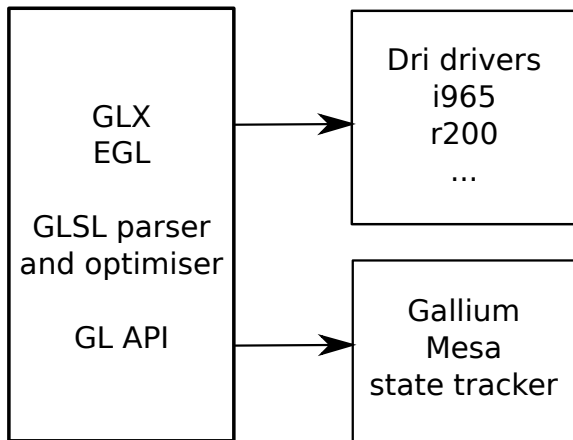 GLX
EGL
GLSL parser
and optimiser
GL API
Dri drivers
i965
r200
...
Gallium
Mesa
state tracker